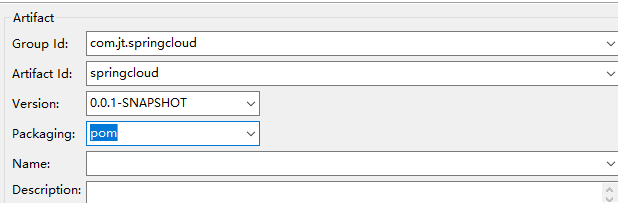 Artifact
Group Id: com.jt.springcloud
Artifact Id: springcloud
Version: 0.0.1-SNAPSHOT
Packaging: pom
Name:
Description: